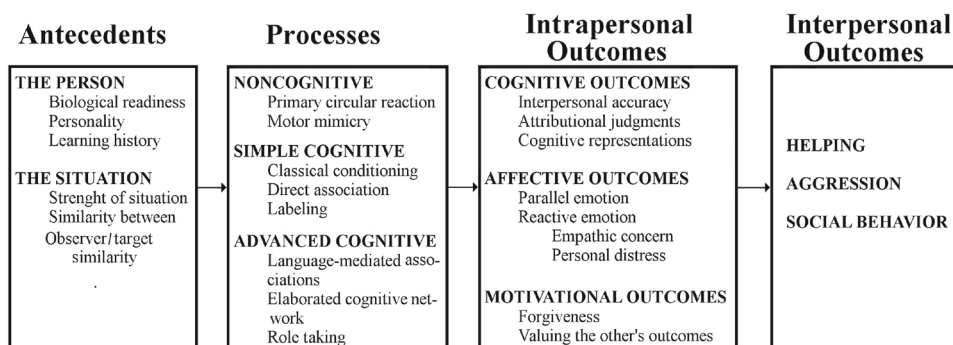 Antecedents
THE PERSON
Biological readiness
Personality
Learning history
THE SITUATION
Strenght of situation
Similarity between
Observer/target
similarity
.
Processes
NONCOGNITIVE
Primary circular reaction
Motor mimicry
SIMPLE COGNITIVE
Classical conditioning
Direct association
Labeling
ADVANCED COGNITIVE
Language-mediated asso-
ciations
Elaborated cognitive net-
work
Role taking
Intrapersonal
Outcomes
COGNITIVE OUTCOMES
Interpersonal accuracy
Attributional judgments
Cognitive representations
AFFECTIVE OUTCOMES
Parallel emotion
Reactive emotion
Empathic concern
Personal distress
MOTIVATIONAL OUTCOMES
Forgiveness
Valuing the other's outcomes
Interpersonal
Outcomes
HELPING
AGGRESSION
SOCIAL BEHAVIOR